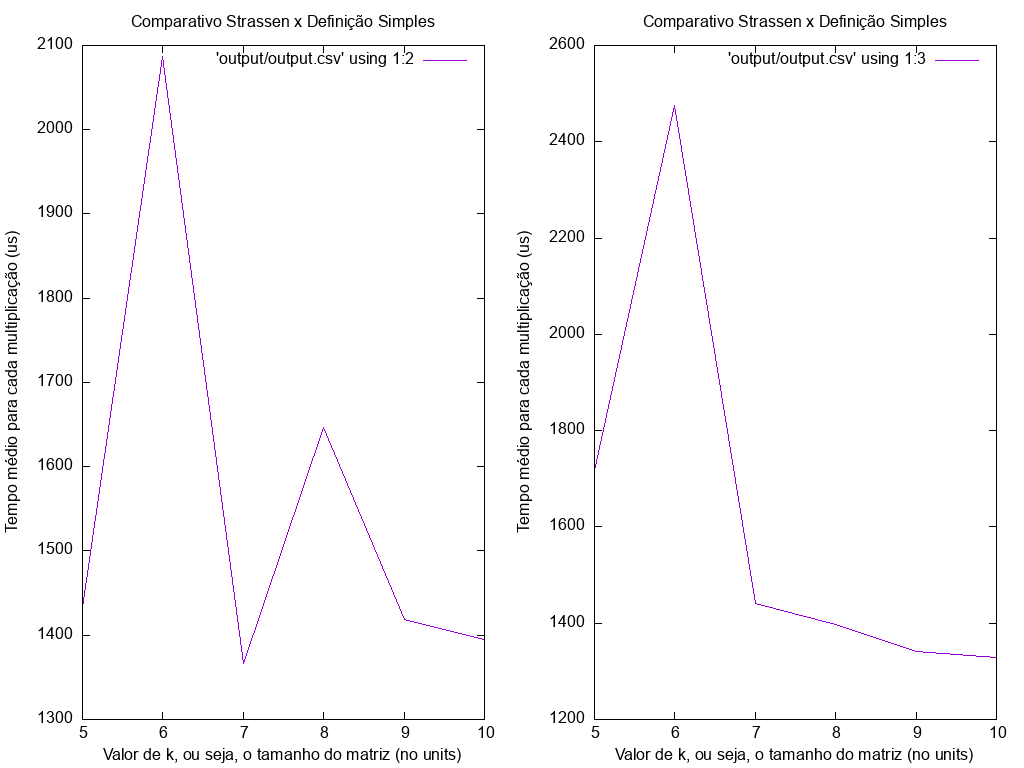 Comparativo Strassen x Definição Simples
'output/output.csv' using 1:2
2100
2000
1900
1800
1700
1600
1500
1400
1300
5 6 7 8 9 10
Tempo médio para cada multiplicação (us)
Valor de k, ou seja, o tamanho do matriz (no units)
Comparativo Strassen x Definição Simples
'output/output.csv' using 1:3
2600
2400
2200
2000
1800
1600
1400
1200
5 6 7 8 9 10
Tempo médio para cada multiplicação (us)
Valor de k, ou seja, o tamanho do matriz (no units)